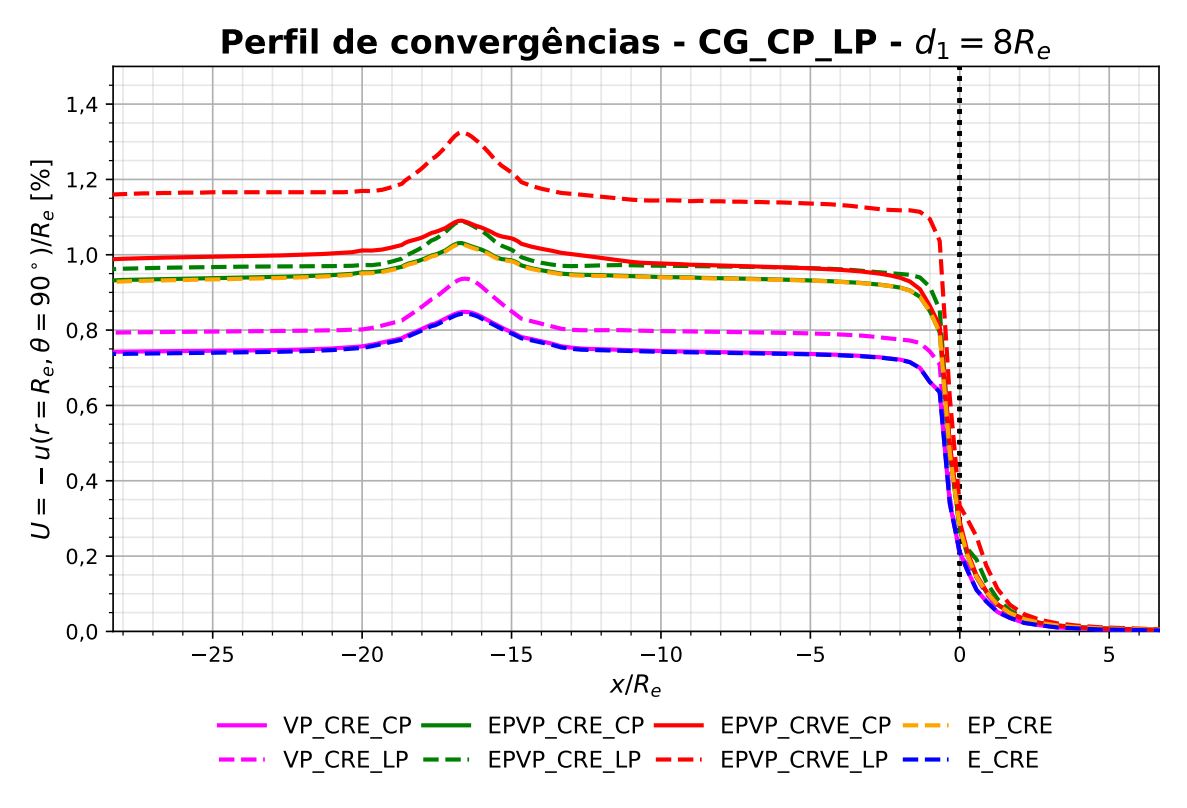 Perfil de convergências - CG_CP_LP - d₁ = 8Rₑ
U = − u(r = Rₑ, θ = 90°)/Rₑ [%]
1,4
1,2
1,0
0,8
0,6
0,4
0,2
0,0
−25 −20 −15 −10 −5 0 5
x/Rₑ
VP_CRE_CP EPVP_CRE_CP EPVP_CRVE_CP EP_CRE
VP_CRE_LP EPVP_CRE_LP EPVP_CRVE_LP E_CRE